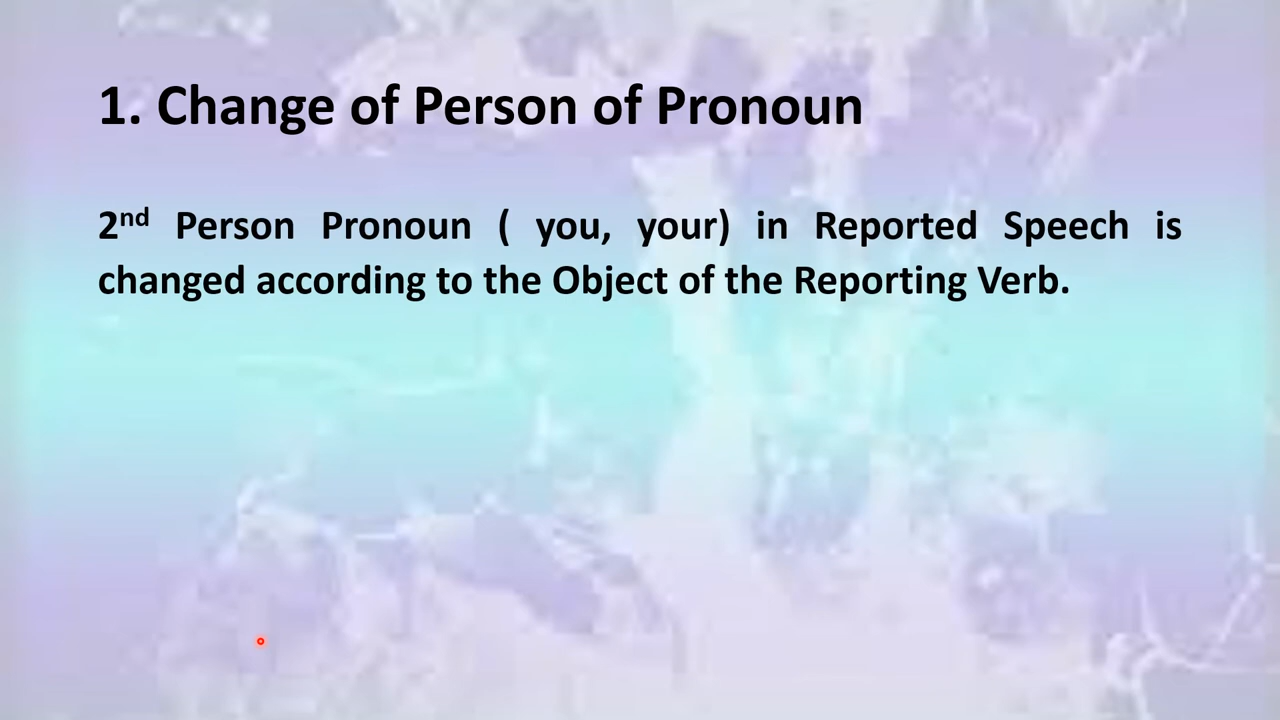 1. Change of Person of Pronoun
2nd Person Pronoun ( you, your) in Reported Speech is
changed according to the Object of the Reporting Verb.